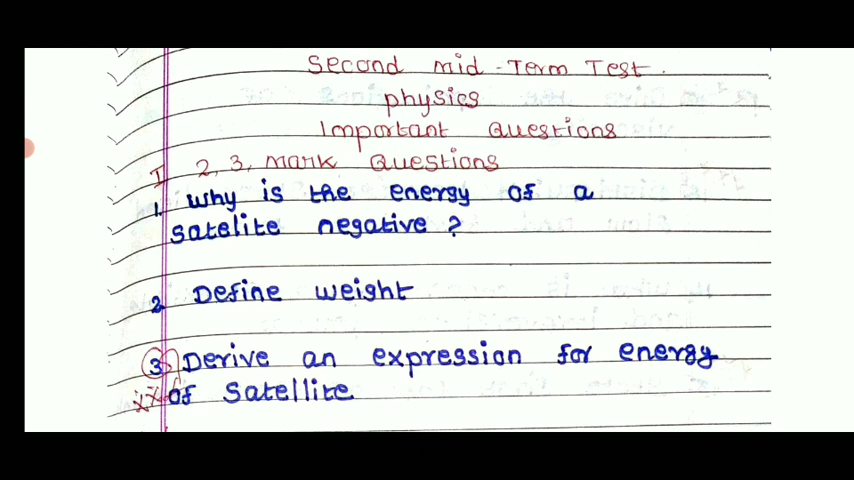 Second mid-Term Test.
physics
Important Questions
I 2, 3, mark Questions
1. Why is the energy of a
satelite negative ?
2. Define weight
3. Derive an expression for energy
of Satellite